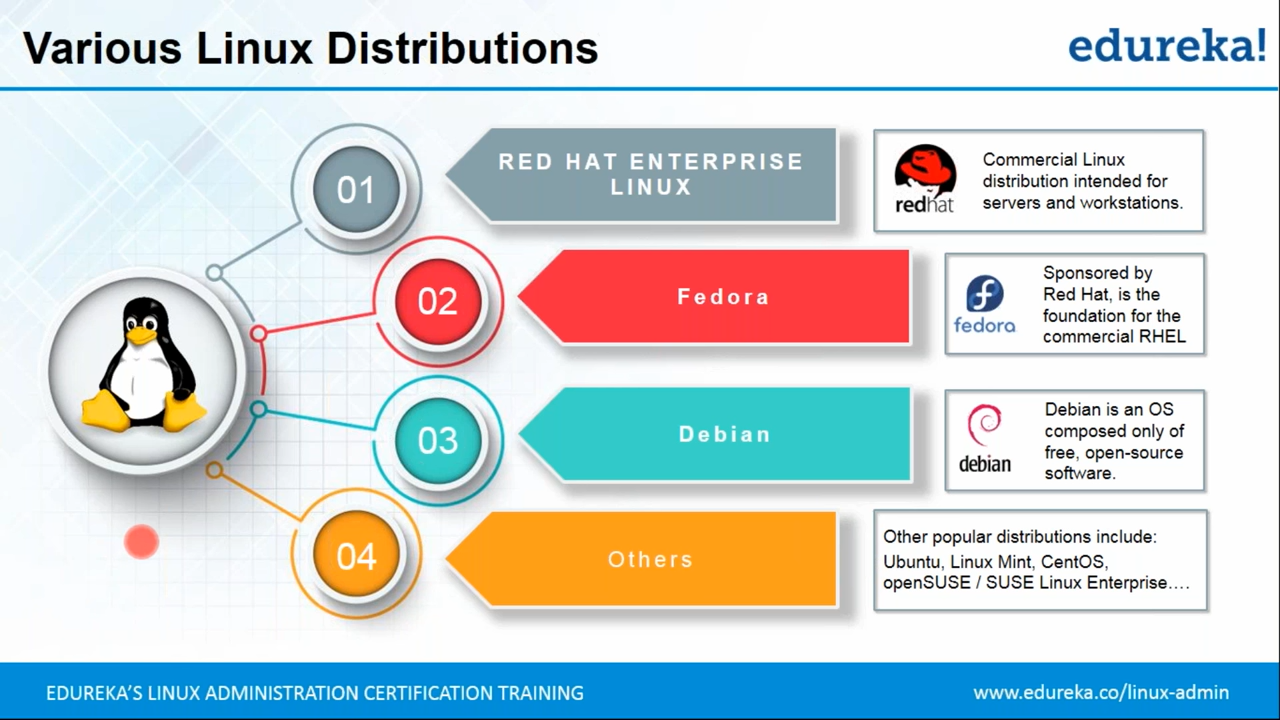 Various Linux Distributions
edureka!
01
RED HAT ENTERPRISE
LINUX
redhat
Commercial Linux
distribution intended for
servers and workstations.
02
Fedora
fedora
Sponsored by
Red Hat, is the
foundation for the
commercial RHEL
03
Debian
debian
Debian is an OS
composed only of
free, open-source
software.
04
Others
Other popular distributions include:
Ubuntu, Linux Mint, CentOS,
openSUSE / SUSE Linux Enterprise....
EDUREKA'S LINUX ADMINISTRATION CERTIFICATION TRAINING
www.edureka.co/linux-admin